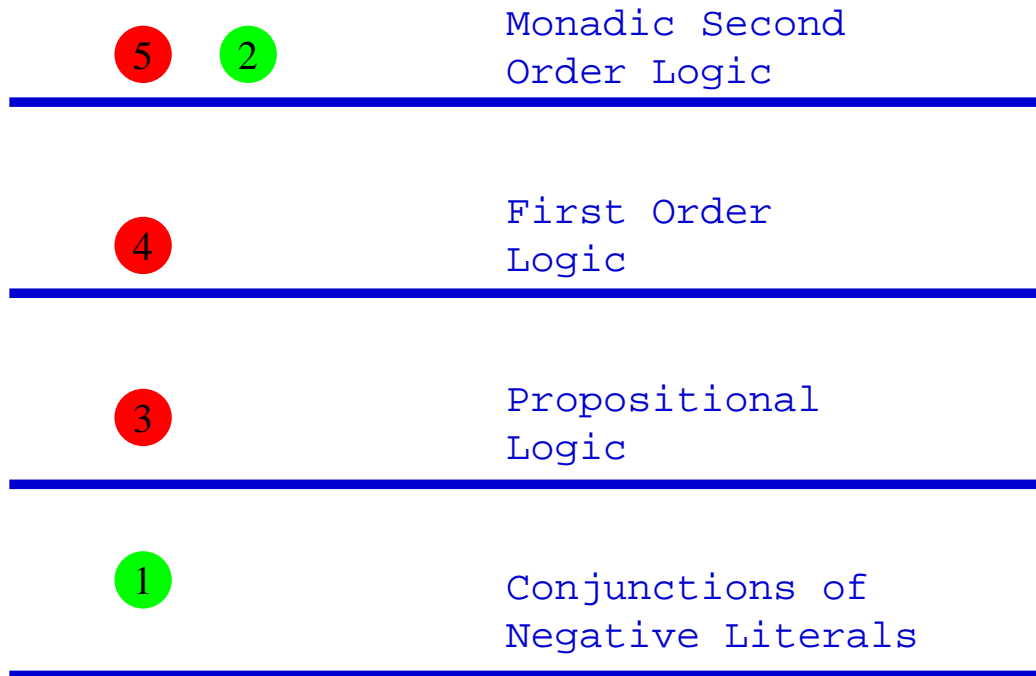 5 2 Monadic Second
Order Logic
First Order
4 Logic
Propositional
3 Logic
1 Conjunctions of
Negative Literals